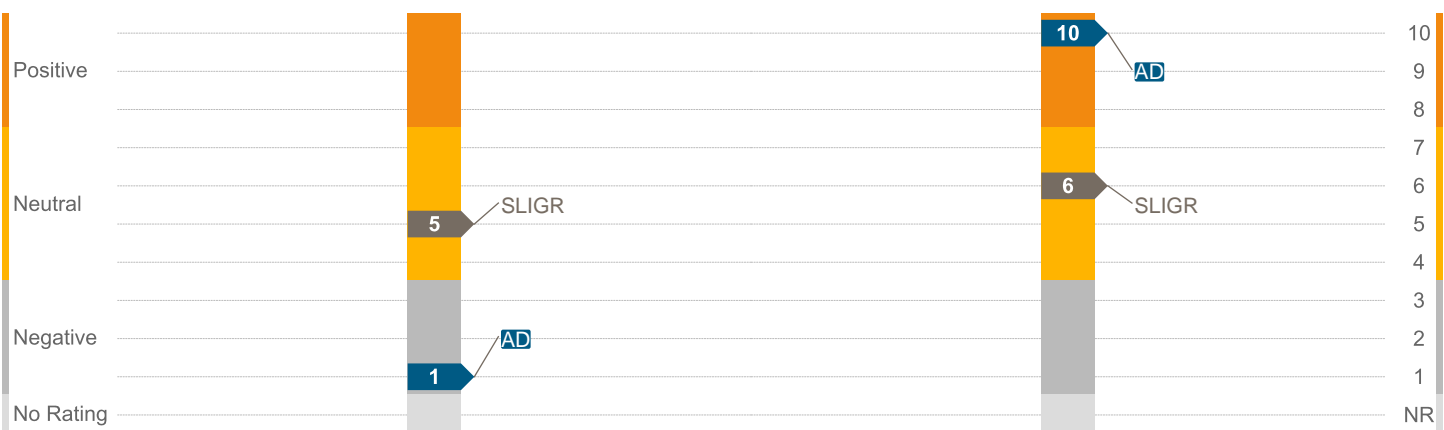 10 10
Positive AD 9
8
7
6 6
Neutral SLIGR SLIGR
5 5
4
3
Negative AD 2
1 1
No Rating NR